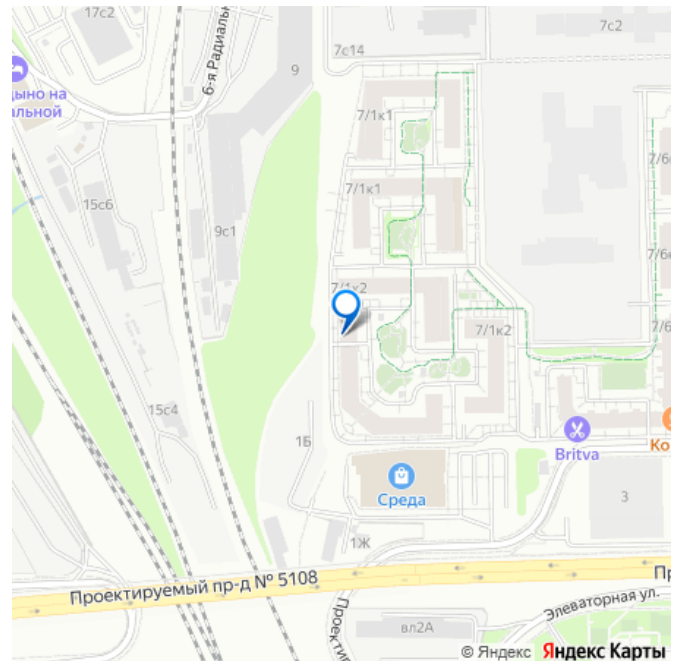 17с2
7с14
7с2
6-я Радиальн
9
ыно на
альной
7/1к1
15с6
7/1к1
7/6
9с1
7/6
7/1к2
7/1к2
7/6
15с4
1Б
Britva
Ко
Среда
3
1Ж
Проектируемый пр-д № 5108
Пр
Элеваторная ул.
Проекти
вл2А
© Яндекс Яндекс Карты